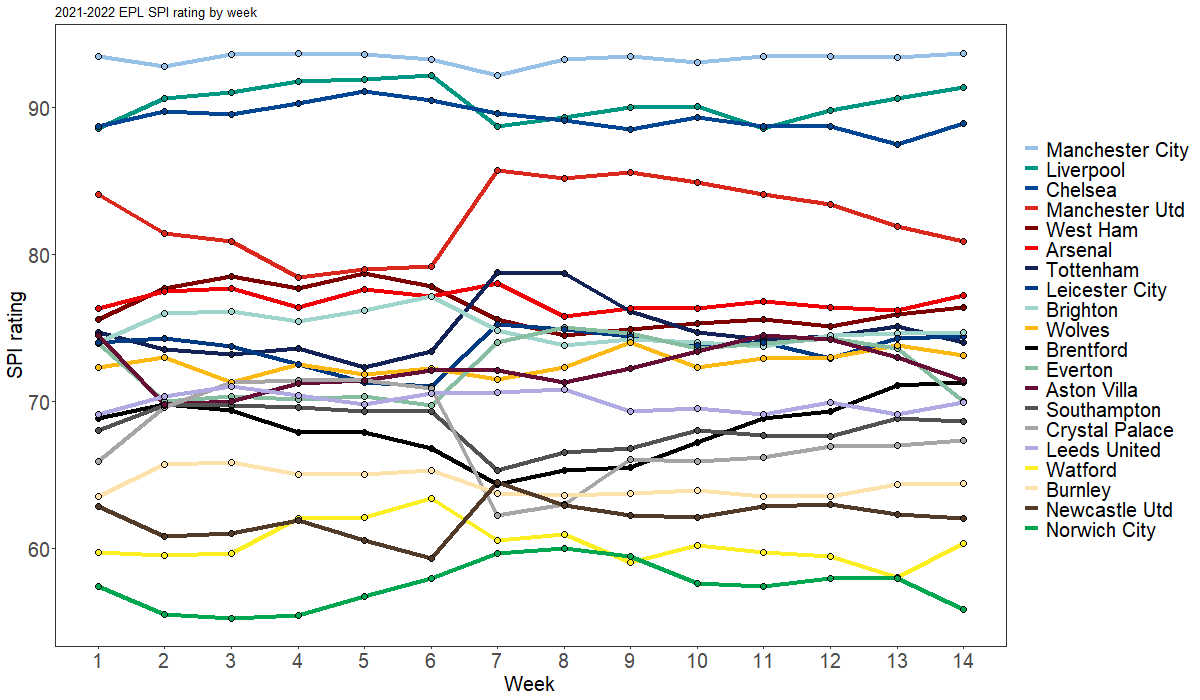 2021-2022 EPL SPI rating by week
90
80
70
60
SPI rating
1 2 3 4 5 6 7 8 9 10 11 12 13 14
Week
Manchester City
Liverpool
Chelsea
Manchester Utd
West Ham
Arsenal
Tottenham
Leicester City
Brighton
Wolves
Brentford
Everton
Aston Villa
Southampton
Crystal Palace
Leeds United
Watford
Burnley
Newcastle Utd
Norwich City